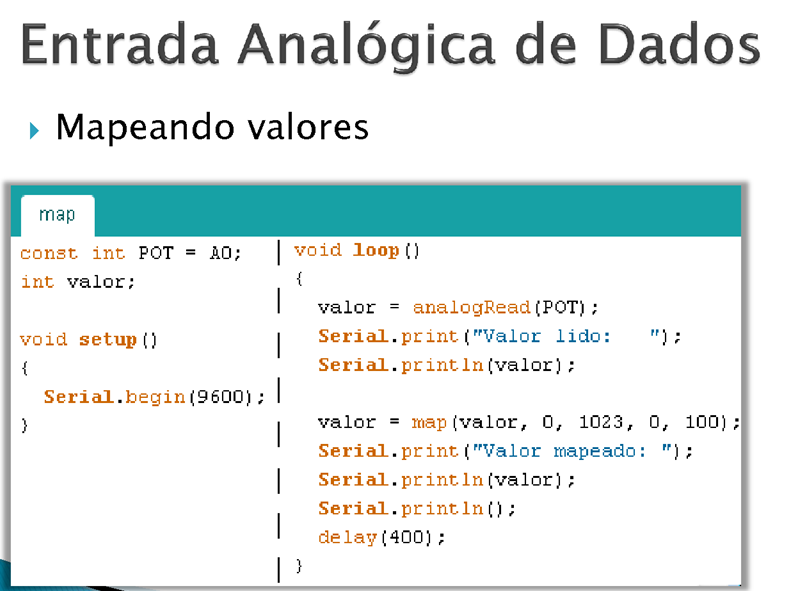 Entrada Analógica de Dados
Mapeando valores
map
const int POT = A0;
int valor;
void setup()
{
Serial.begin(9600);
}
void loop()
{
valor = analogRead(POT);
Serial.print("Valor lido:   ");
Serial.println(valor);
valor = map(valor, 0, 1023, 0, 100);
Serial.print("Valor mapeado: ");
Serial.println(valor);
Serial.println();
delay(400);
}